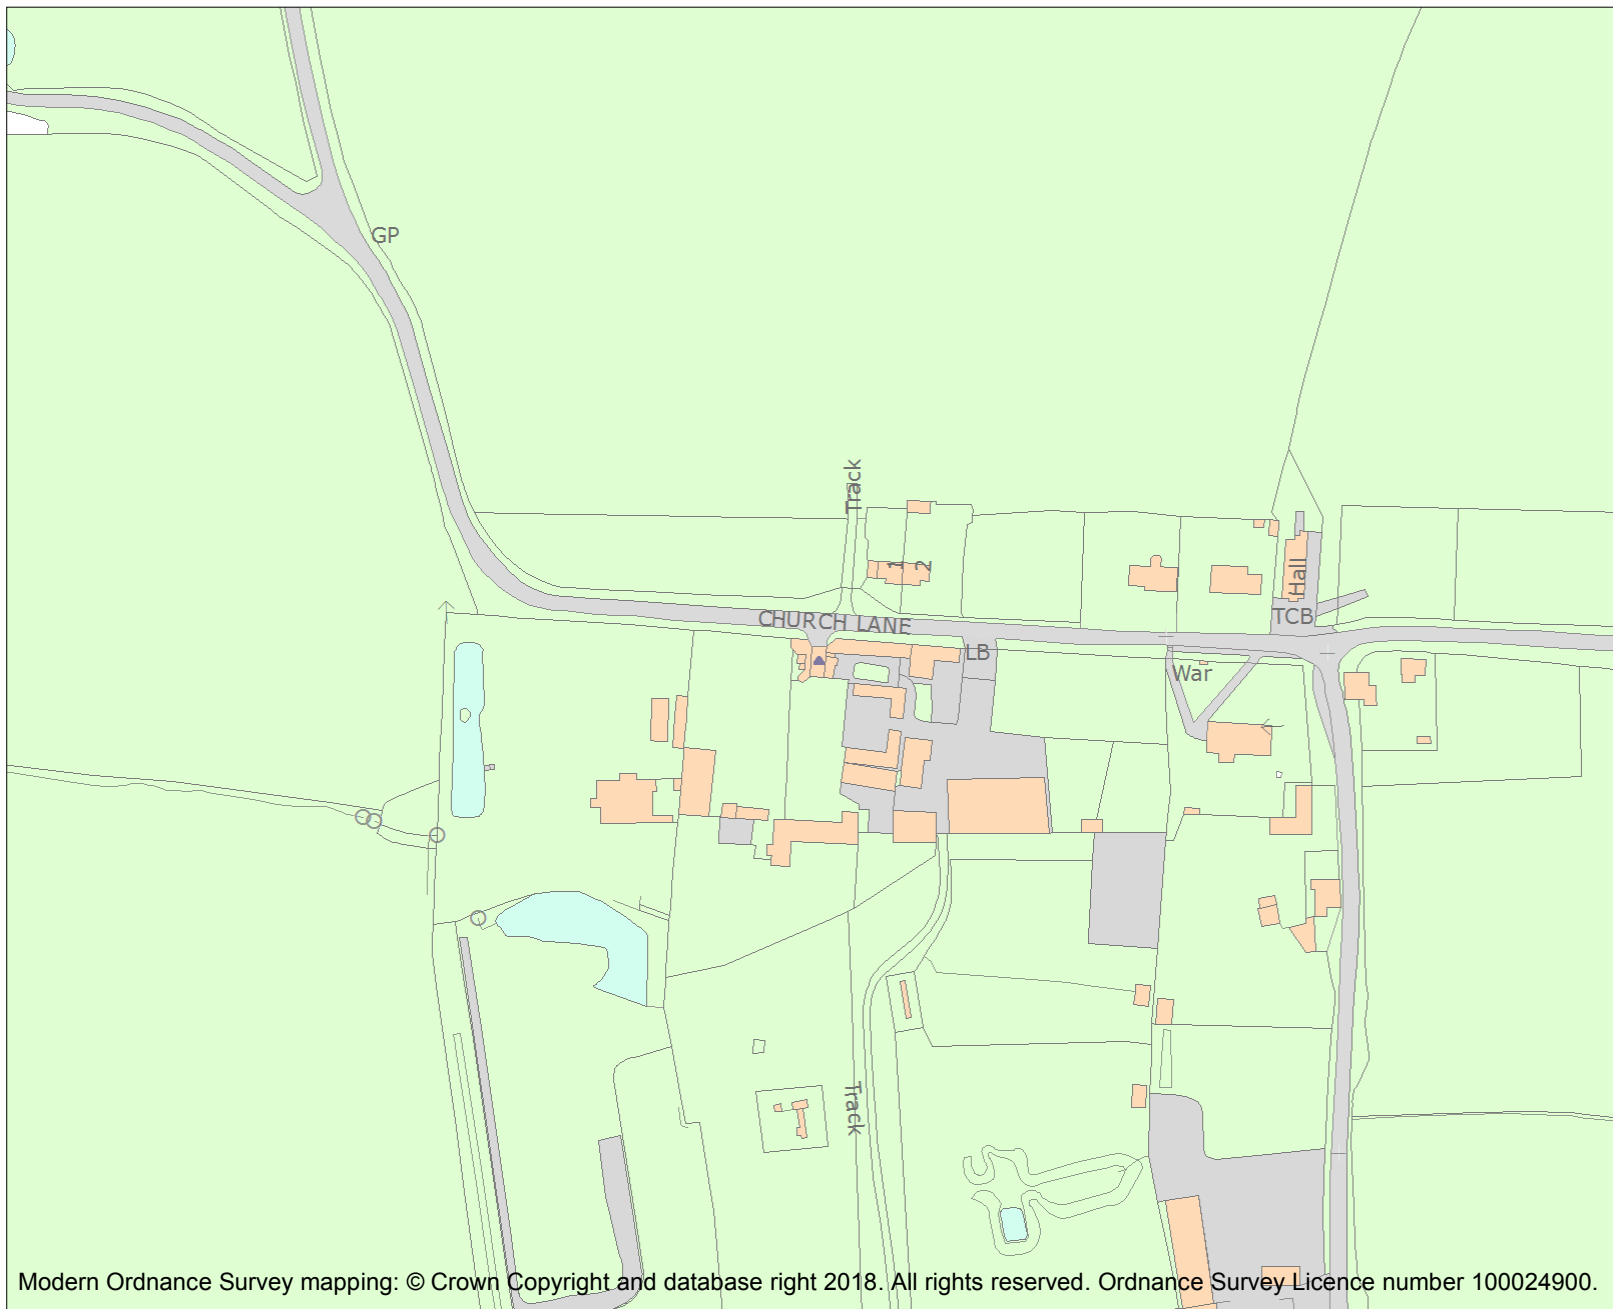 GP
Track
1
2
Hall
CHURCH LANE
TCB
LB
War
Track
Modern Ordnance Survey mapping: © Crown Copyright and database right 2018. All rights reserved. Ordnance Survey Licence number 100024900.